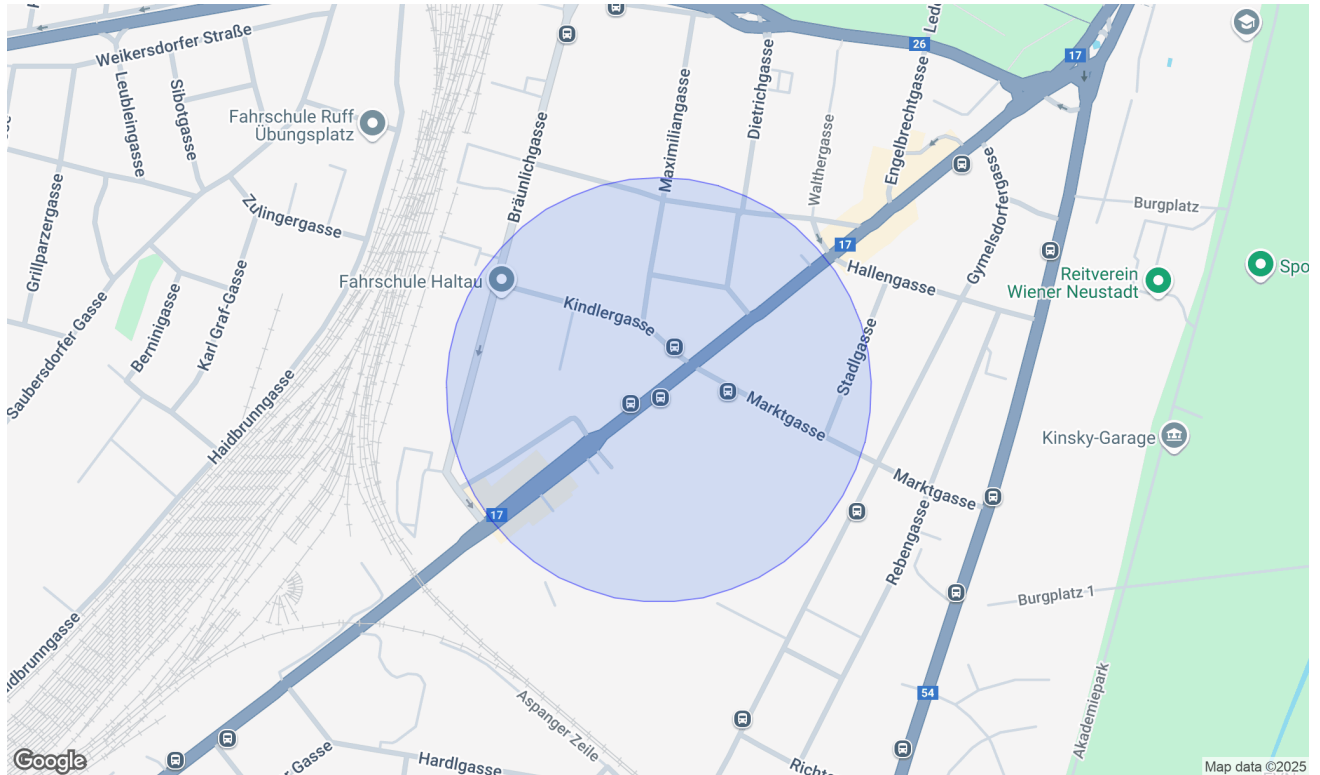 Weikersdorfer Straße
26
17
Leubleingasse
Sibotgasse
Fahrschule Ruff
Übungsplatz
Bräunlichgasse
Maximiliangasse
Dietrichgasse
Walthergasse
Engelbrechtgasse
Grillparzergasse
Zulingergasse
Gymelsdorfergasse
Burgplatz
17
Hallengasse
Reitverein
Wiener Neustadt
Spo
Fahrschule Haltau
Kindlergasse
Saubersdorfer Gasse
Berninigasse
Karl Graf-Gasse
Haidbrunngasse
Stadlgasse
Marktgasse
Kinsky-Garage
Marktgasse
17
Rebengasse
Burgplatz 1
54
Aspanger Zeile
Akademiepark
Hardlgasse
Google
Map data ©2025